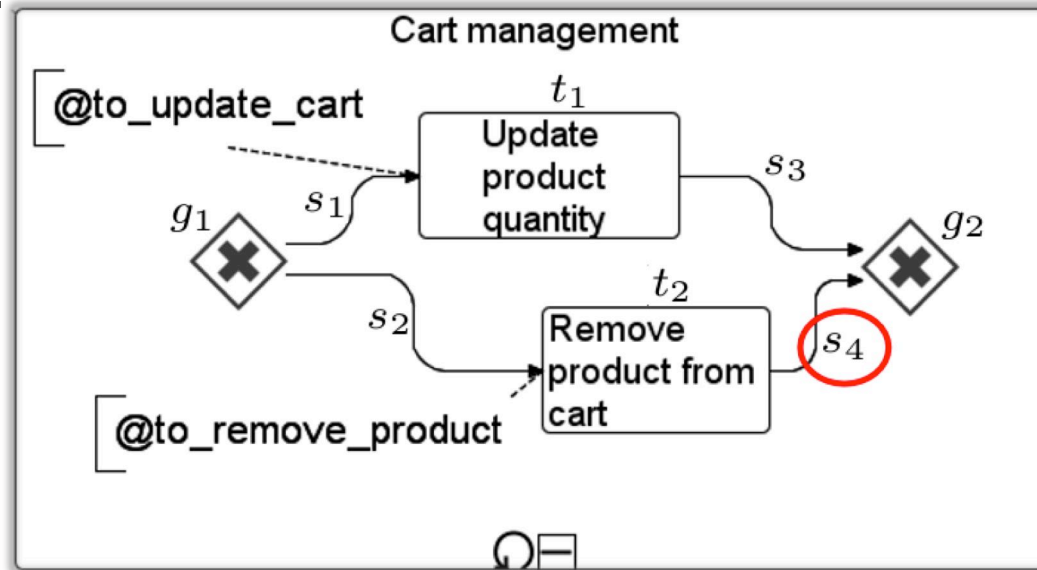 Cart management
@to_update_cart
t₁
Update
product
quantity
s₁
s₃
g₁
g₂
s₂
t₂
Remove
product from
cart
s₄
@to_remove_product